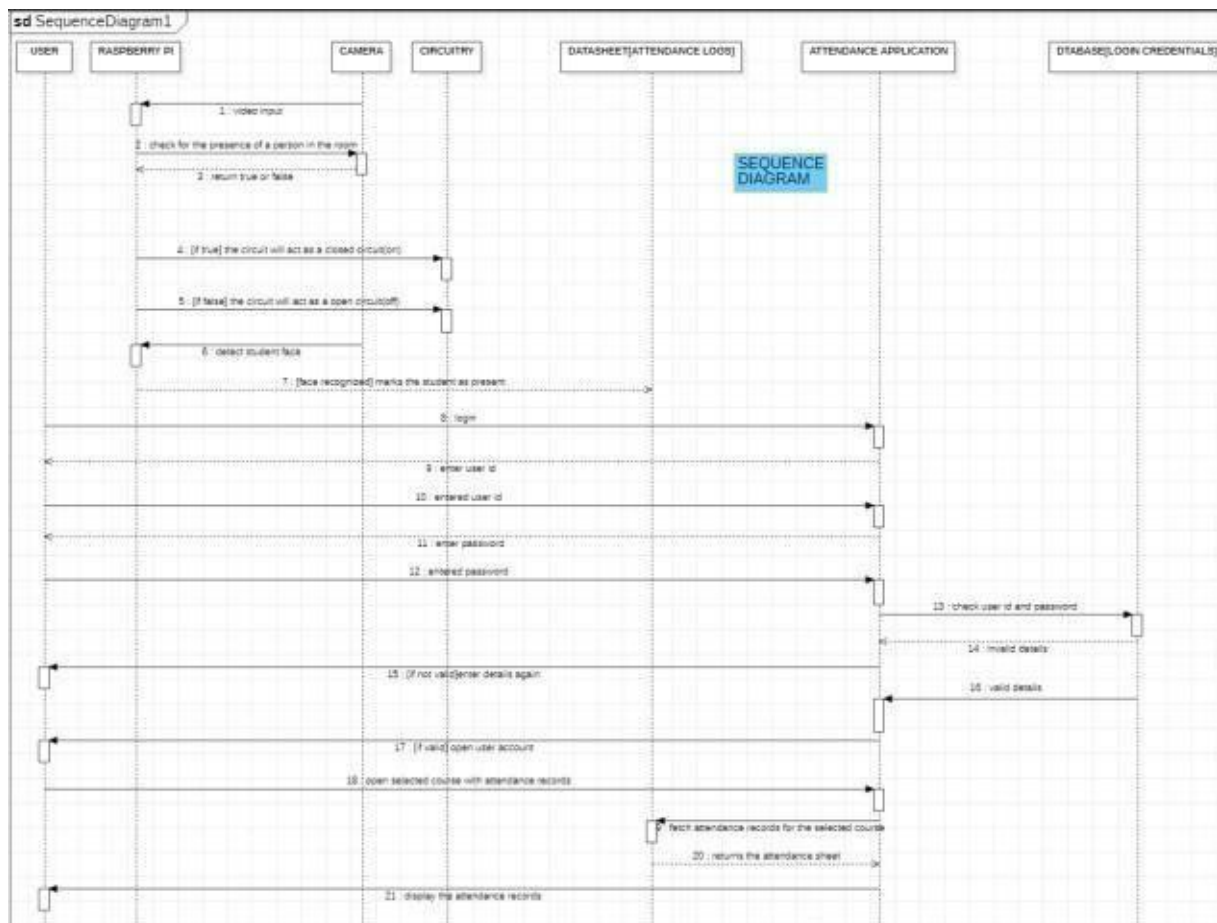 sd SequenceDiagram1
USER
RASPBERRY PI
CAMERA
CIRCUITRY
DATASHEET[ATTENDANCE LOGS]
ATTENDANCE APPLICATION
DTABASE[LOGIN CREDENTIALS]
1 : video input
2 : check for the presence of a person in the room
SEQUENCE
DIAGRAM
3 : return true or false
4 : [if true] the circuit will act as a closed circuit(on)
5 : [if false] the circuit will act as a open circuit(off)
6 : detect student face
7 : [face recognized] marks the student as present
8 : login
9 : enter user id
10 : entered user id
11 : enter password
12 : entered password
13 : check user id and password
14 : invalid details
15 : [if not valid]enter details again
16 : valid details
17 : [if valid] open user account
18 : open selected course with attendance records
fetch attendance records for the selected course
20 : returns the attendance sheet
21 : display the attendance records